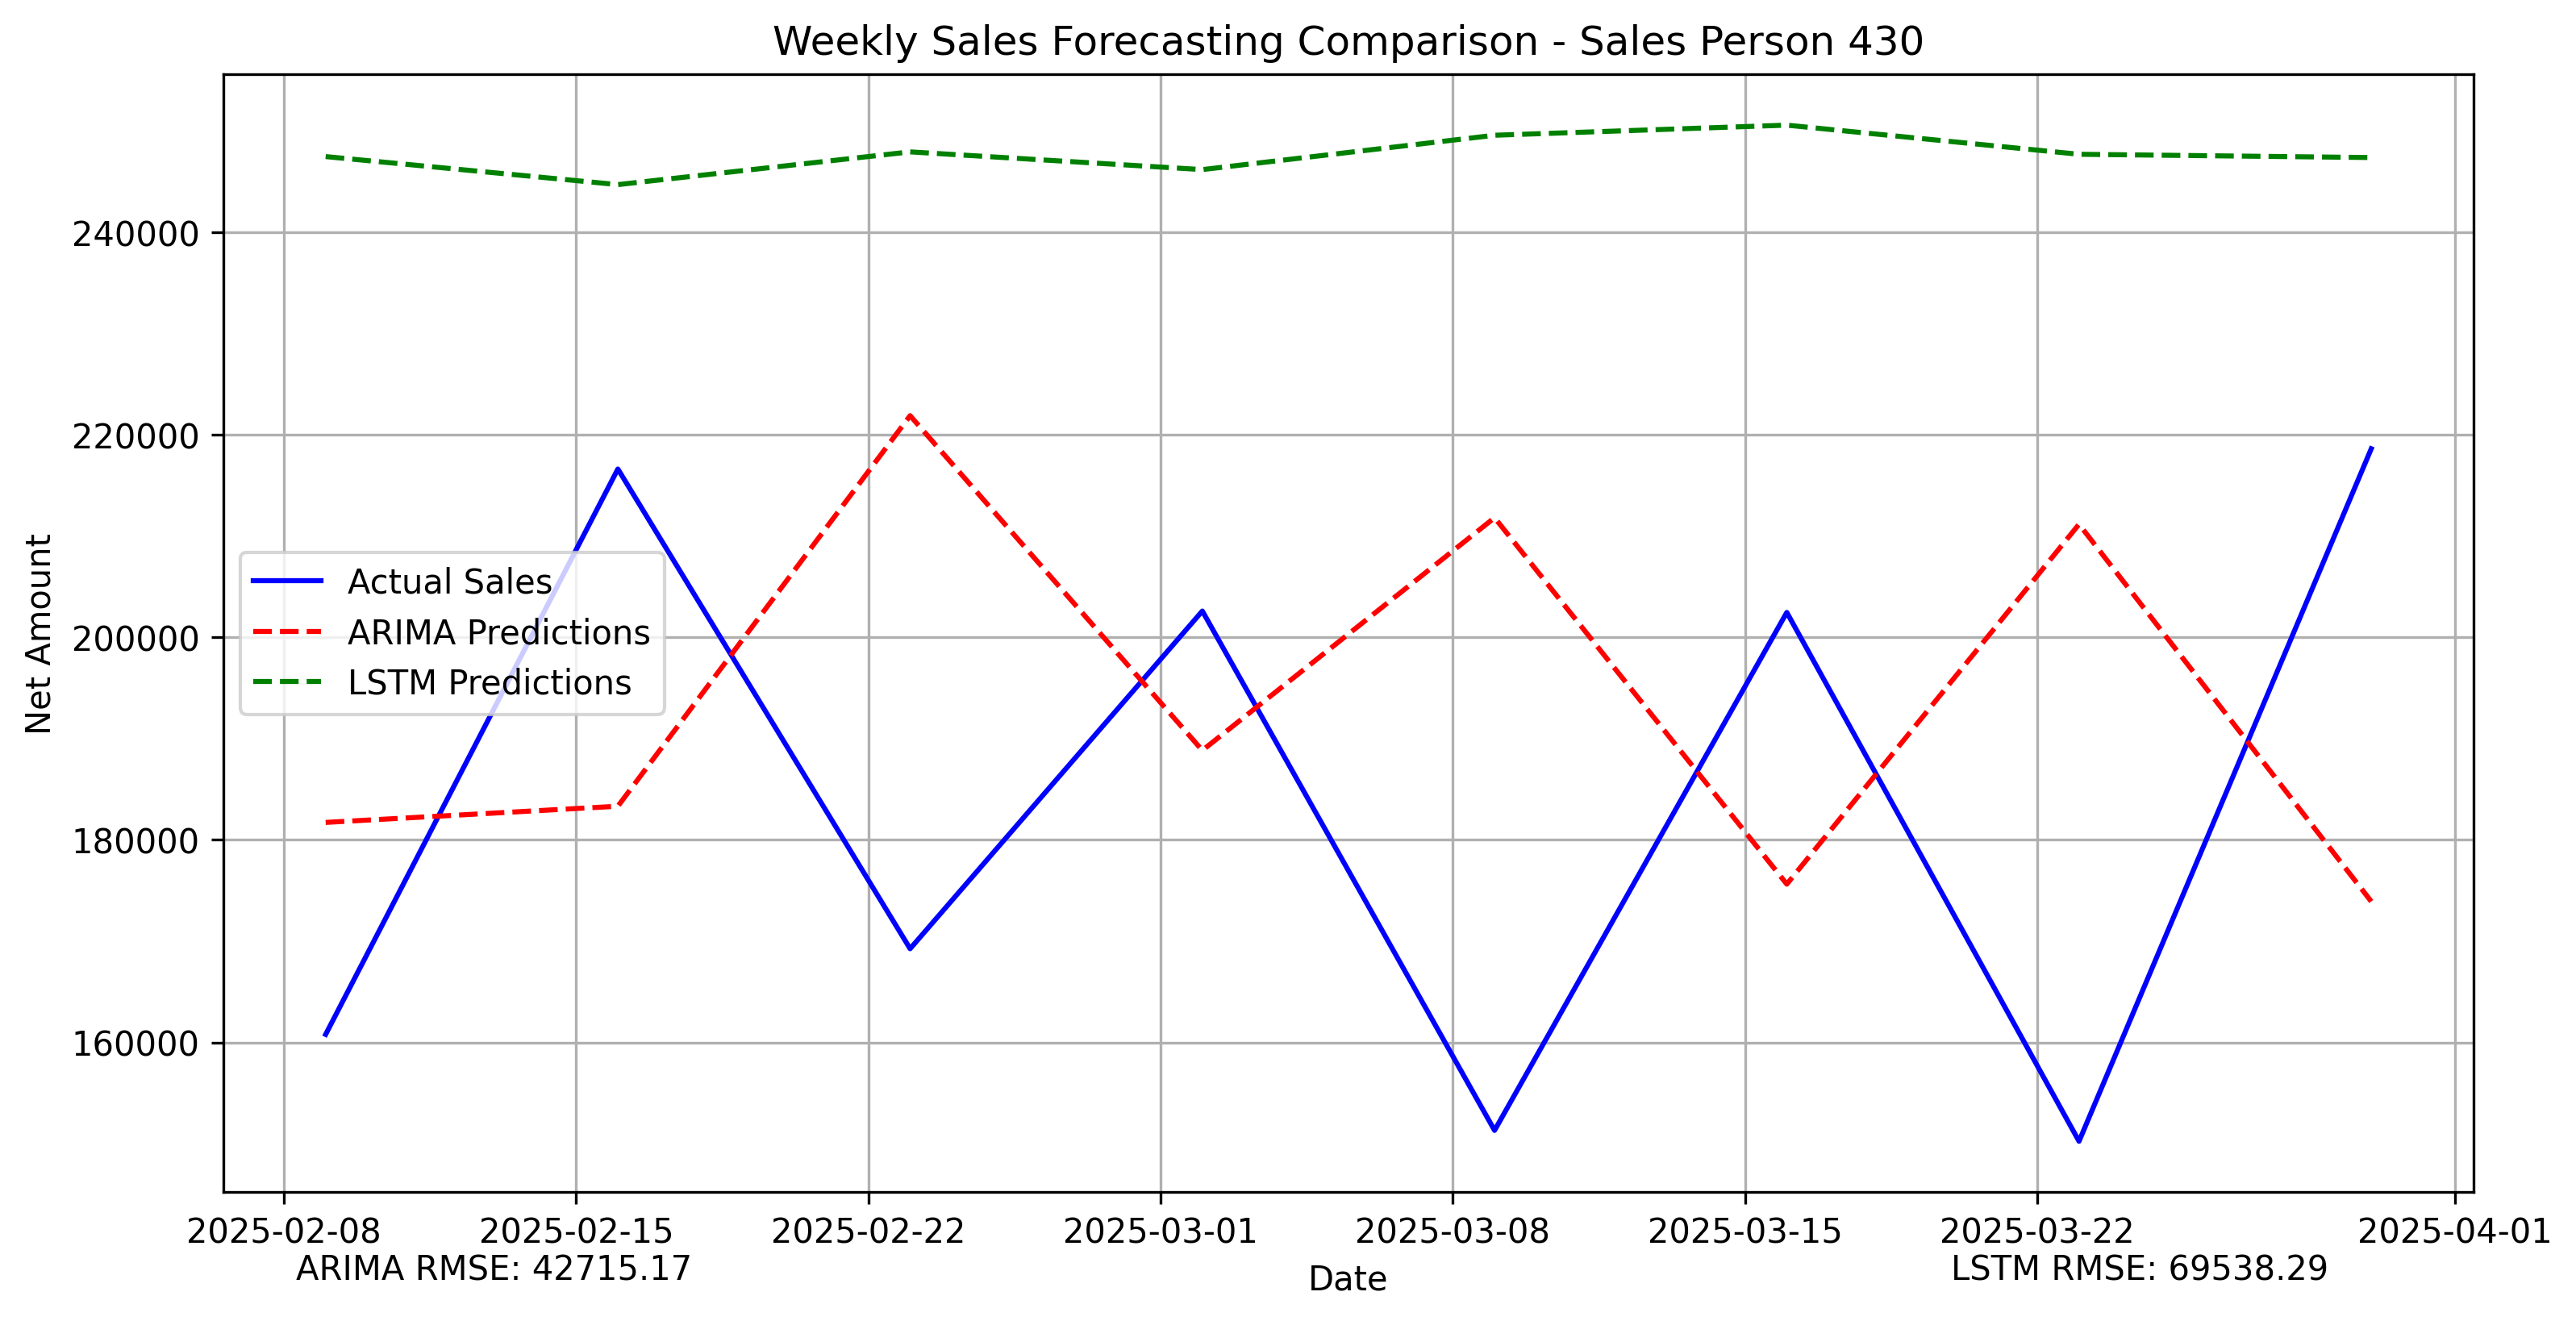 Weekly Sales Forecasting Comparison - Sales Person 430
Net Amount
240000
220000
200000
180000
160000
Actual Sales
ARIMA Predictions
LSTM Predictions
2025-02-08 2025-02-15 2025-02-22 2025-03-01 2025-03-08 2025-03-15 2025-03-22 2025-04-01
ARIMA RMSE: 42715.17 Date LSTM RMSE: 69538.29